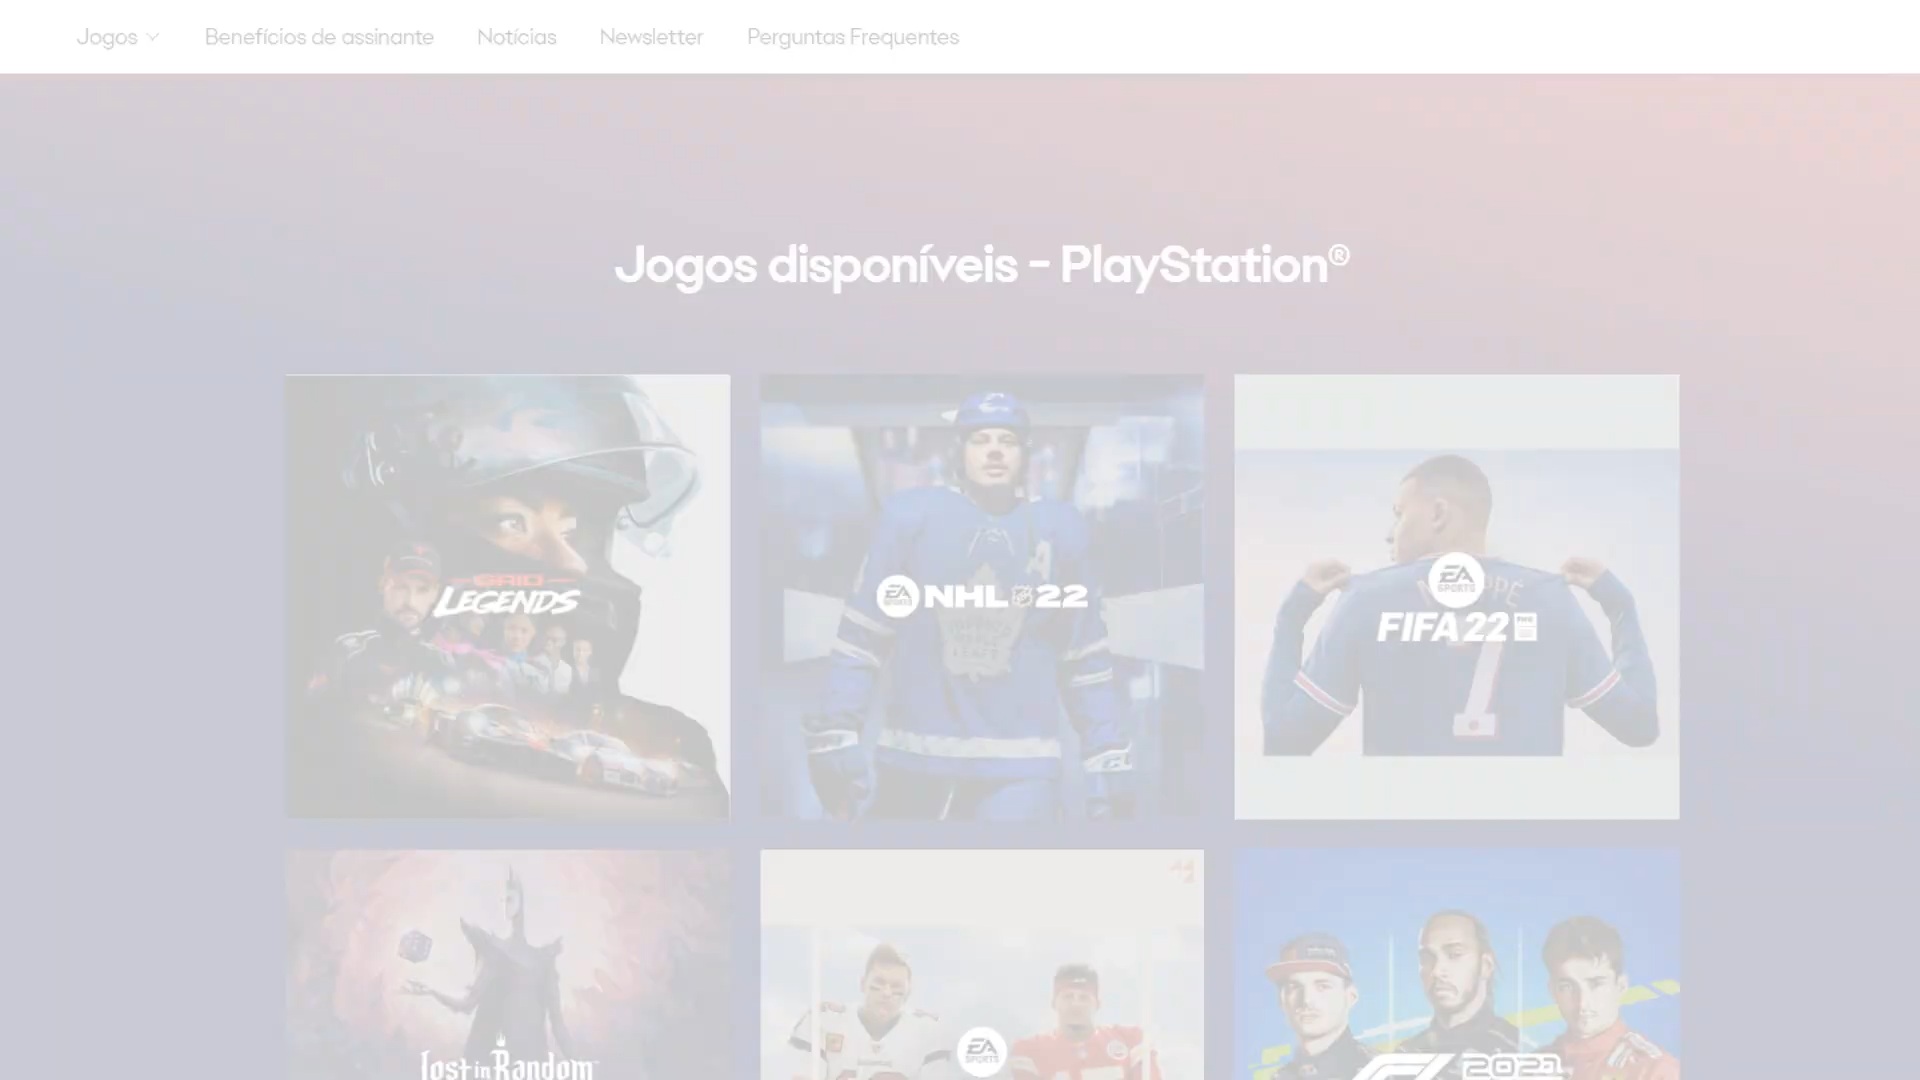 Jogos
Benefícios de assinante
Notícias
Newsletter
Perguntas Frequentes
Jogos disponíveis - PlayStation®
GRID
LEGENDS
EA
SPORTS
NHL 22
A
EA
SPORTS
FIFA 22
7
Lost in Random
EA
SPORTS
F1 2021